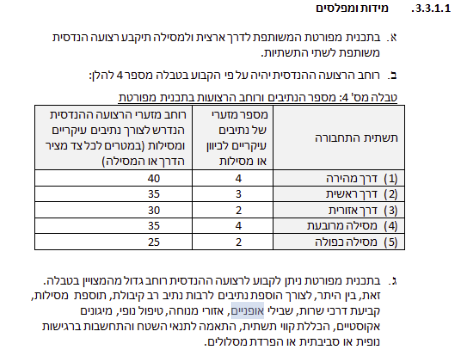 3.3.1.1. מידות ומפלסים
א. בתכנית מפורטת המשותפת לדרך ארצית ולמסילה תיקבע רצועה הנדסית
משותפת לשתי התשתיות.
ב. רוחב הרצועה ההנדסית יהיה על פי הקבוע בטבלה מספר 4 להלן:
טבלה מס' 4: מספר הנתיבים ורוחב הרצועות בתכנית מפורטת
תשתית התחבורה
מספר מזערי
של נתיבים
עיקריים לכיוון
או מסילות
רוחב מזערי הרצועה ההנדסית
הנדרש לצורך נתיבים עיקריים
ומסילות (במטרים לכל צד מציר
הדרך או המסילה)
(1) דרך מהירה 4 40
(2) דרך ראשית 3 35
(3) דרך אזורית 2 30
(4) מסילה מרובעת 4 35
(5) מסילה כפולה 2 25
ג. בתכנית מפורטת ניתן לקבוע לרצועה ההנדסית רוחב גדול מהמצויין בטבלה.
זאת, בין היתר, לצורך הוספת נתיבים לרבות נתיב רב קיבולת, תוספת מסילות,
קביעת דרכי שרות, שבילי אופניים, אזורי מנוחה, טיפול נופי, מיגונים
אקוסטיים, הכללת קווי תשתית, התאמה לתנאי השטח והתחשבות ברגישות
נופית או סביבתית או הפרדת מסלולים.